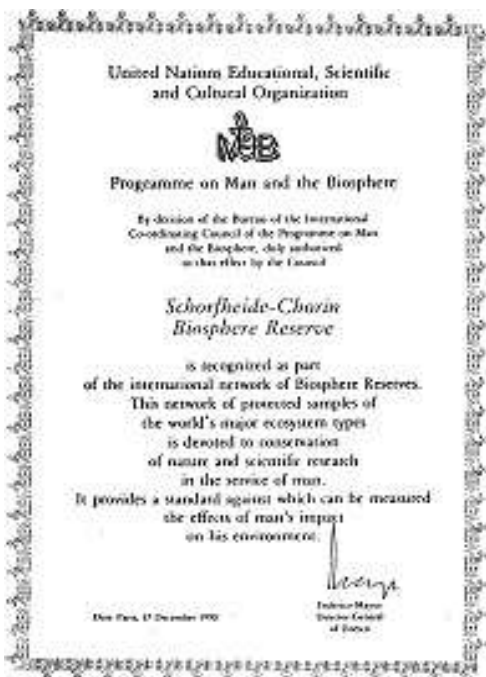 United Nations Educational, Scientific
and Cultural Organization
MAB
Programme on Man and the Biosphere
By decision of the Bureau of the International
Co-ordinating Council of the Programme on Man
and the Biosphere, duly authorized
to that effect by the Council
Schorfheide-Chorin
Biosphere Reserve
is recognized as part
of the international network of Biosphere Reserves.
This network of protected samples of
the world's major ecosystem types
is devoted to conservation
of nature and scientific research
in the service of man.
It provides a standard against which can be measured
the effects of man's impact
on his environment.
Paris, 17 December
Federico Mayor
Director-General
of Unesco